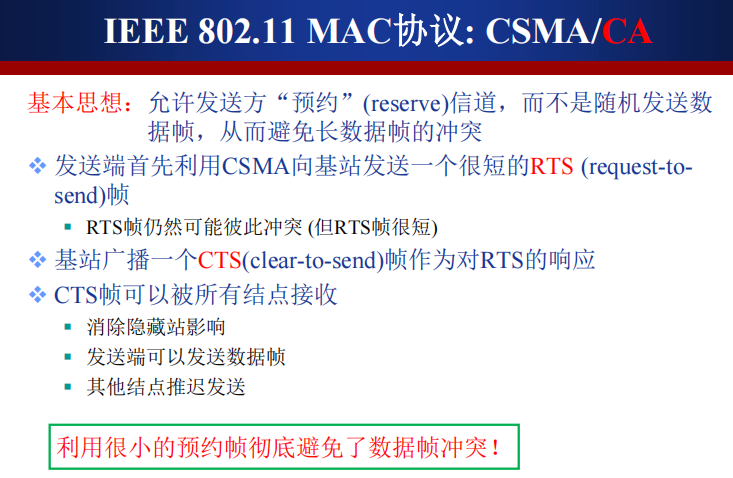 IEEE 802.11 MAC协议: CSMA/CA
基本思想：允许发送方“预约”(reserve)信道，而不是随机发送数
据帧，从而避免长数据帧的冲突
❖ 发送端首先利用CSMA向基站发送一个很短的RTS (request-to-
send)帧
▪ RTS帧仍然可能彼此冲突 (但RTS帧很短)
❖ 基站广播一个CTS(clear-to-send)帧作为对RTS的响应
❖ CTS帧可以被所有结点接收
▪ 消除隐藏站影响
▪ 发送端可以发送数据帧
▪ 其他结点推迟发送
利用很小的预约帧彻底避免了数据帧冲突！